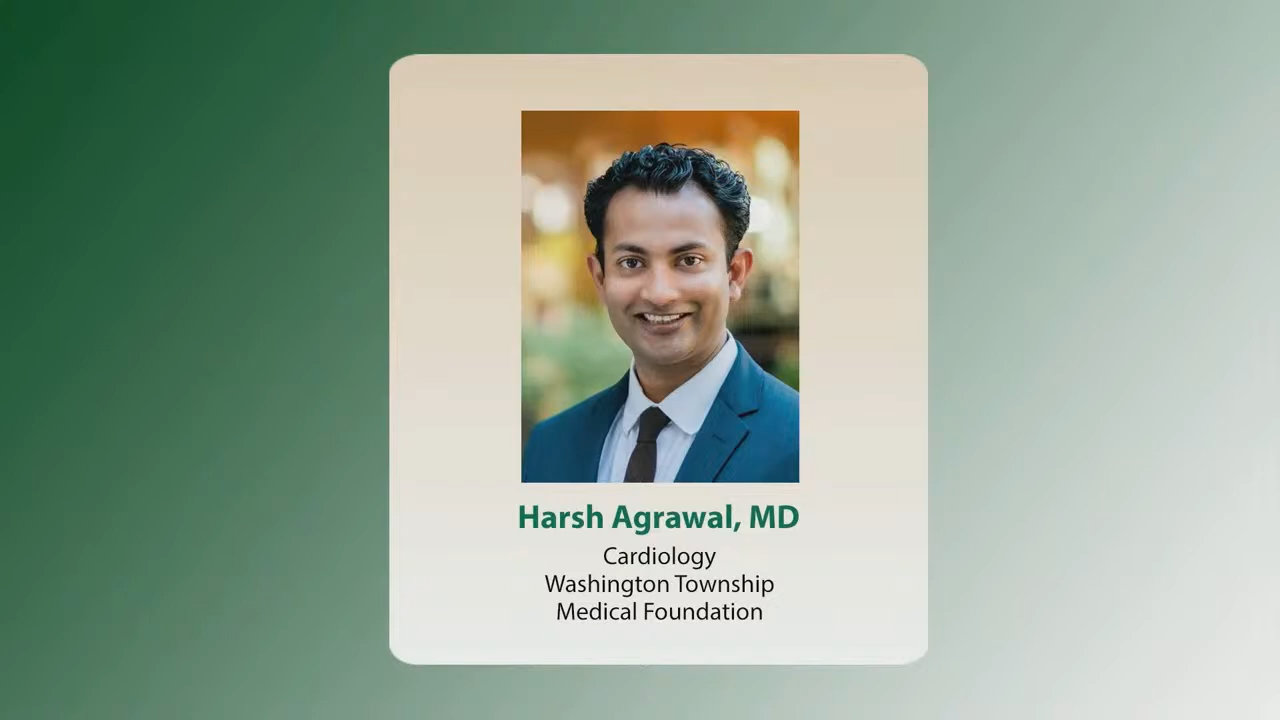 Harsh Agrawal, MD
Cardiology
Washington Township
Medical Foundation